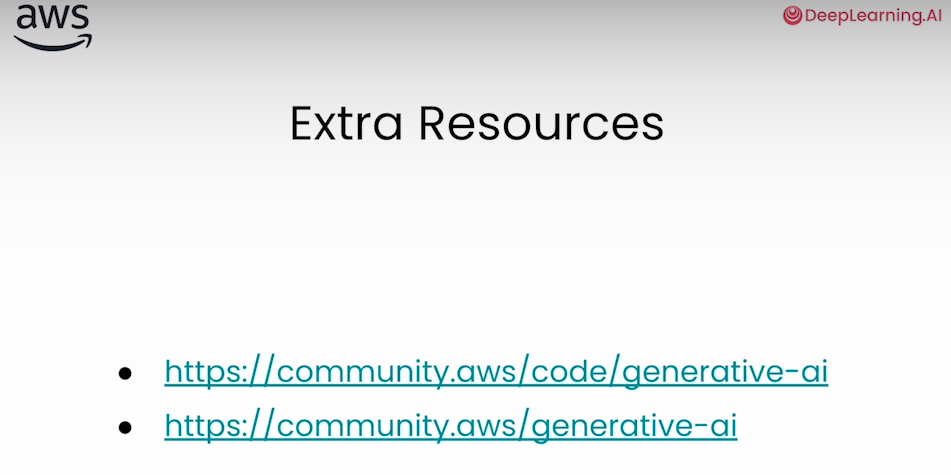 aws
DeepLearning.AI
Extra Resources
● https://community.aws/code/generative-ai
● https://community.aws/generative-ai